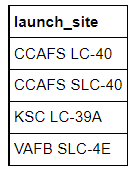 launch_site
CCAFS LC-40
CCAFS SLC-40
KSC LC-39A
VAFB SLC-4E